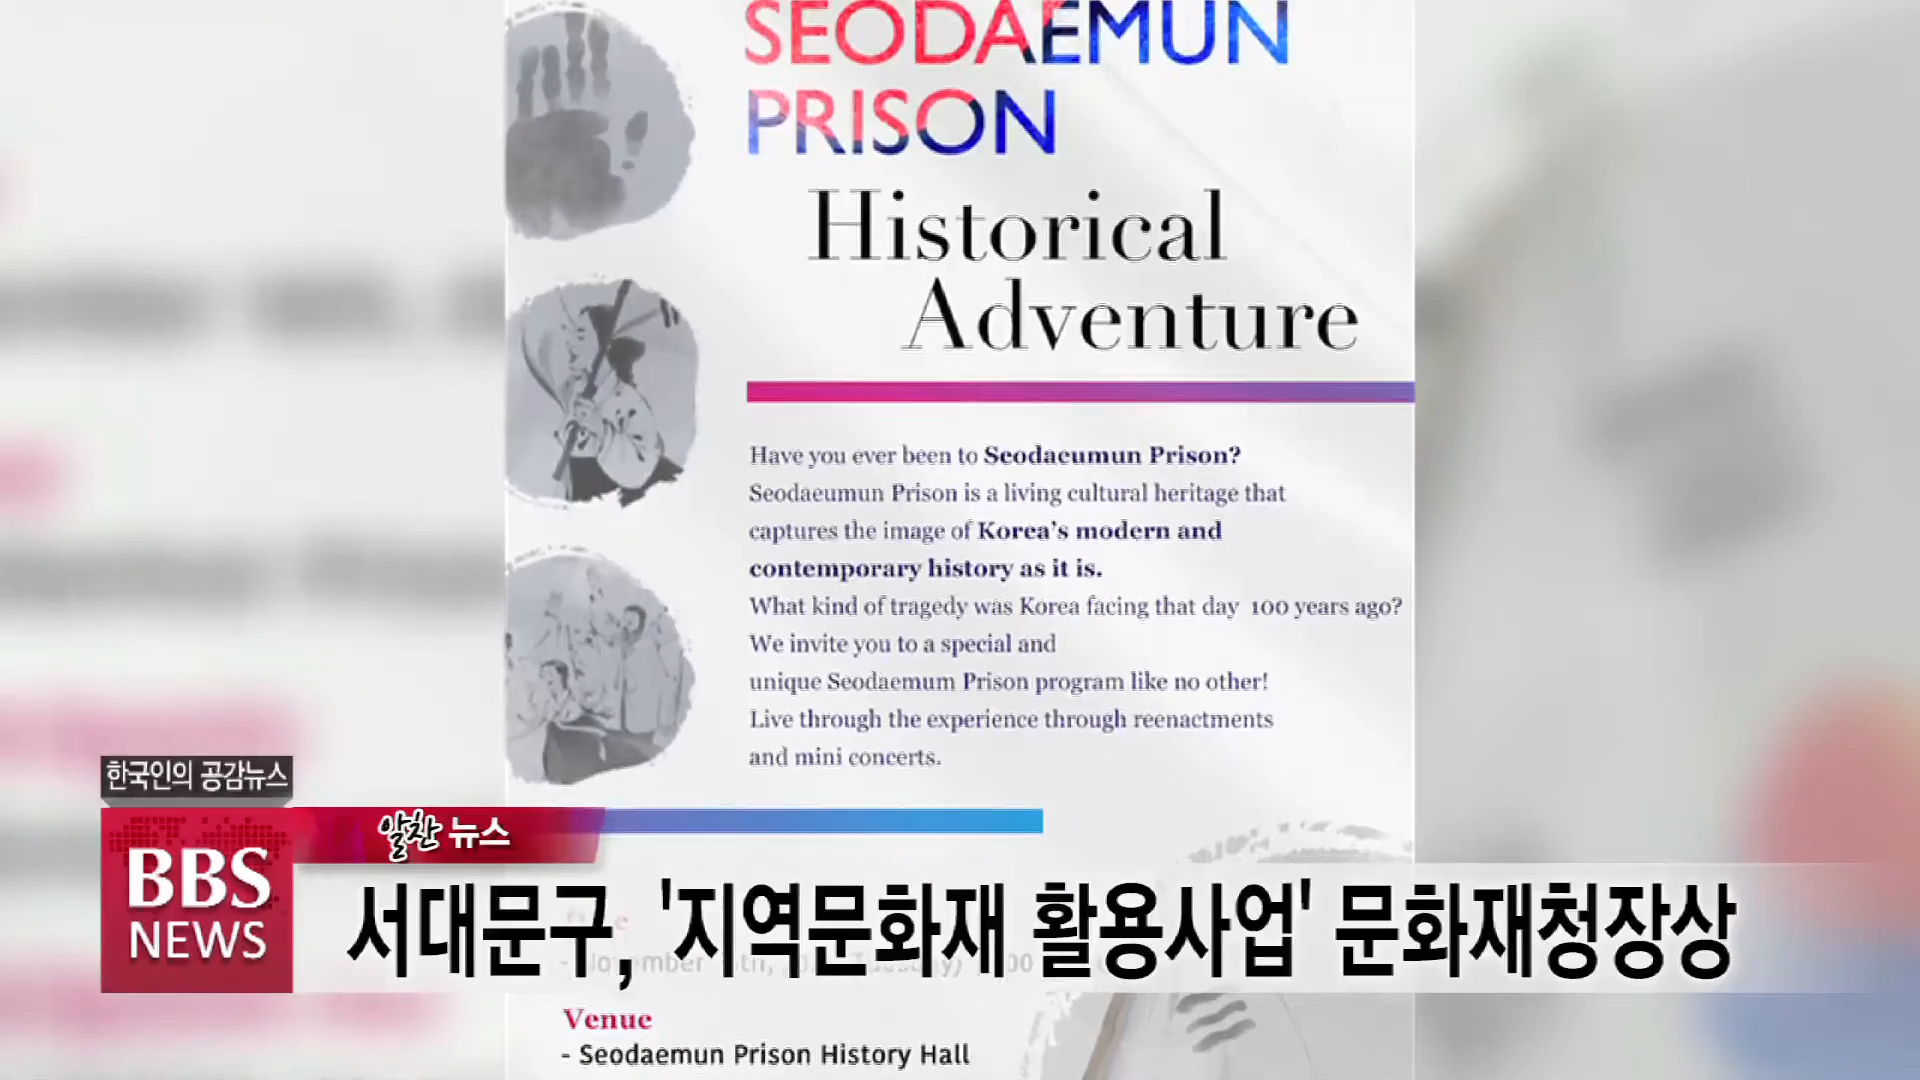 SEODAEMUN
PRISON
Historical
Adventure
Have you ever been to Seodaeumun Prison?
Seodaeumun Prison is a living cultural heritage that
captures the image of Korea's modern and
contemporary history as it is.
What kind of tragedy was Korea facing that day 100 years ago?
We invite you to a special and
unique Seodaemum Prison program like no other!
Live through the experience through reenactments
and mini concerts.
한국인의 공감뉴스
알찬 뉴스
BBS
NEWS
서대문구, '지역문화재 활용사업' 문화재청장상
Venue
- Seodaemun Prison History Hall